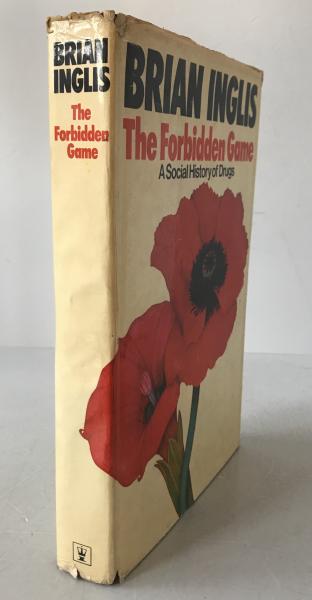 BRIAN
INGLIS
The
Forbidden
Game
BRIAN INGLIS
The Forbidden Game
A Social History of Drugs